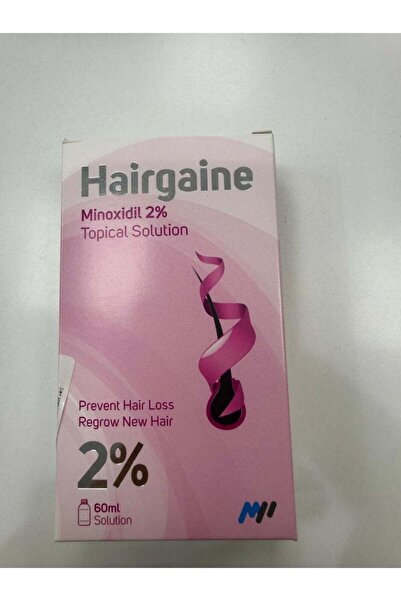 Hairgaine
Minoxidil 2%
Topical Solution
Prevent Hair Loss
Regrow New Hair
2%
60ml
Solution